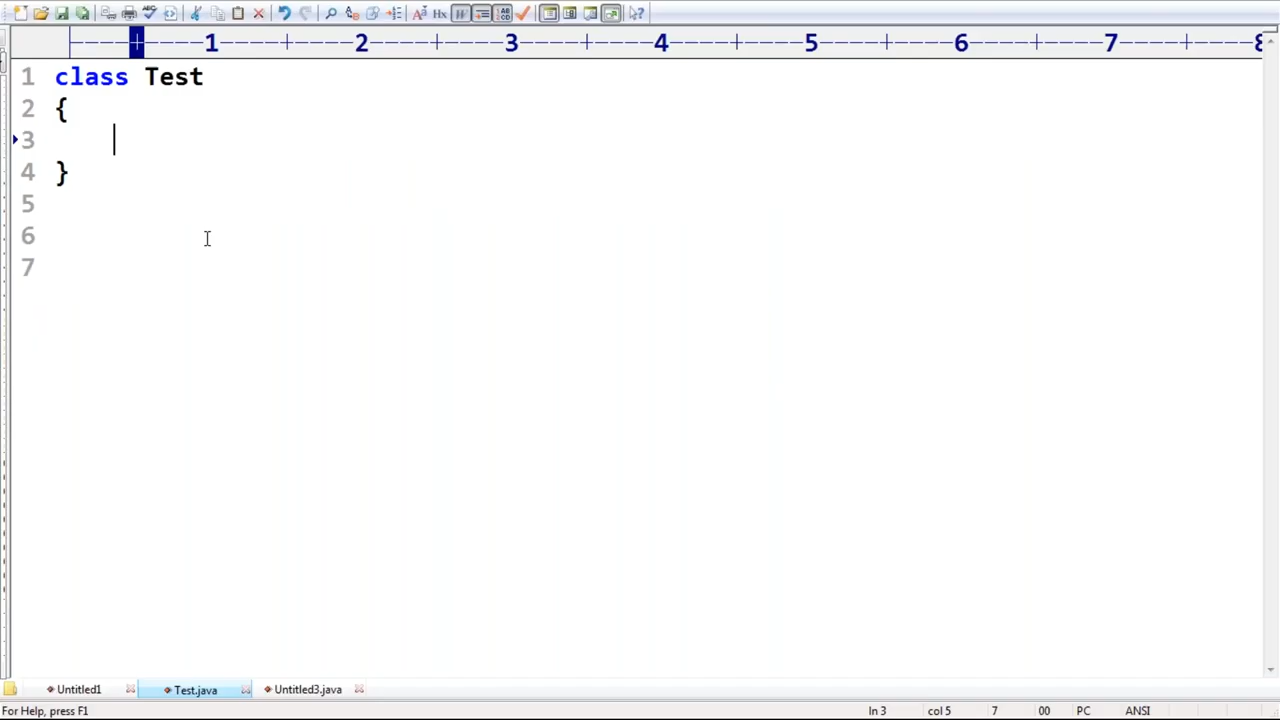 1 2 3 4 5 6 7 8
1 class Test
2 {
3
4 }
5
6
7
Untitled1 Test.java Untitled3.java
For Help, press F1 ln 3 col 5 7 00 PC ANSI